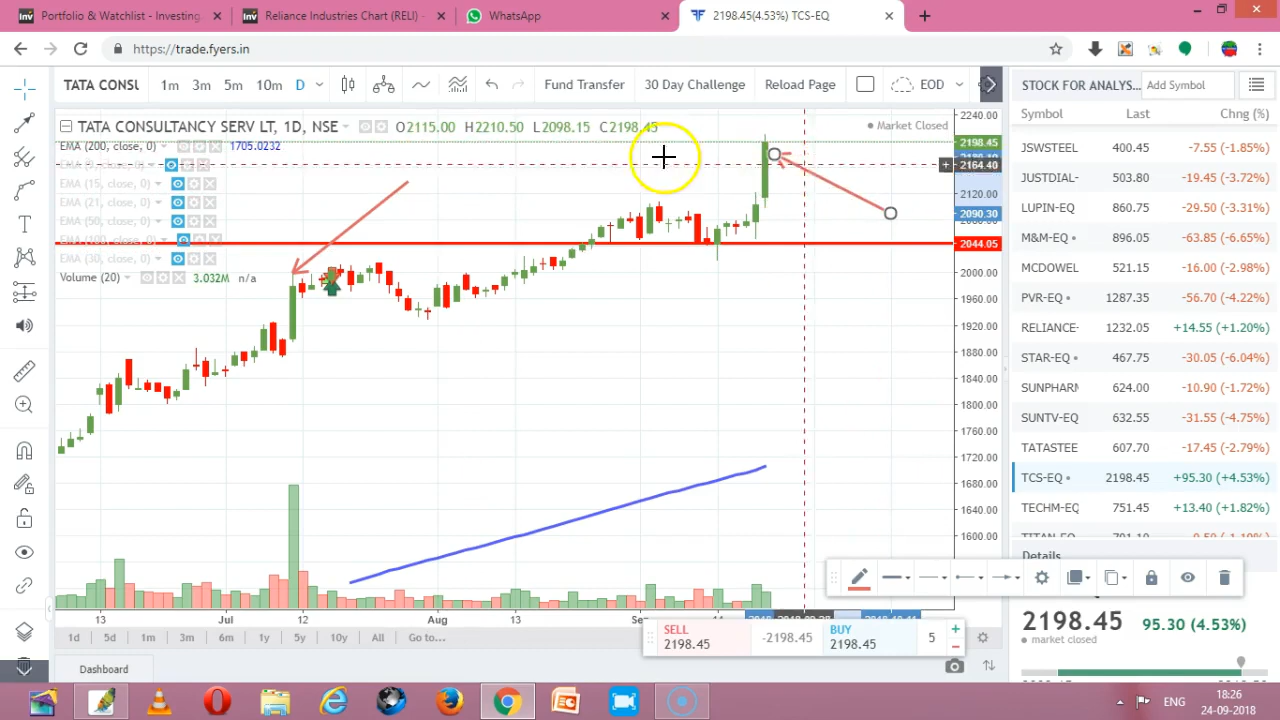 Portfolio & Watchlist - Investing.
Reliance Industries Chart (RELI) -
WhatsApp
2198.45(4.53%) TCS-EQ
https://trade.fyers.in
TATA CONSU 1m 3m 5m 10m D Fund Transfer 30 Day Challenge Reload Page EOD
STOCK FOR ANALYS... Add Symbol
Symbol Last Chng (%)
TATA CONSULTANCY SERV LT, 1D, NSE O2115.00 H2210.50 L2098.15 C2198.45
Market Closed
EMA (200, close, 0) 1705.0232
EMA (15, close, 0)
EMA (21, close, 0)
EMA (50, close, 0)
EMA (100, close, 0)
EMA (30, close, 0)
Volume (20) 3.032M n/a
2240.00
2198.45
2164.40
2120.00
2090.30
2044.05
2000.00
1960.00
1920.00
1880.00
1840.00
1800.00
1760.00
1720.00
1680.00
1640.00
1600.00
JSWSTEEL 400.45 -7.55 (-1.85%)
JUSTDIAL- 503.80 -19.45 (-3.72%)
LUPIN-EQ 860.75 -29.50 (-3.31%)
M&M-EQ 896.05 -63.85 (-6.65%)
MCDOWEL 521.15 -16.00 (-2.98%)
PVR-EQ 1287.35 -56.70 (-4.22%)
RELIANCE- 1232.05 +14.55 (+1.20%)
STAR-EQ 467.75 -30.05 (-6.04%)
SUNPHARM 624.00 -10.90 (-1.72%)
SUNTV-EQ 632.55 -31.55 (-4.75%)
TATASTEE 607.70 -17.45 (-2.79%)
TCS-EQ 2198.45 +95.30 (+4.53%)
TECHM-EQ 751.45 +13.40 (+1.82%)
Details
2198.45 95.30 (4.53%)
market closed
13 Jul 12 Aug 13 Sep
1d 5d 1m 3m 6m 1y 5y 10y All Go to...
SELL
2198.45
-2198.45
BUY
2198.45
5
Dashboard
ENG
18:26
24-09-2018